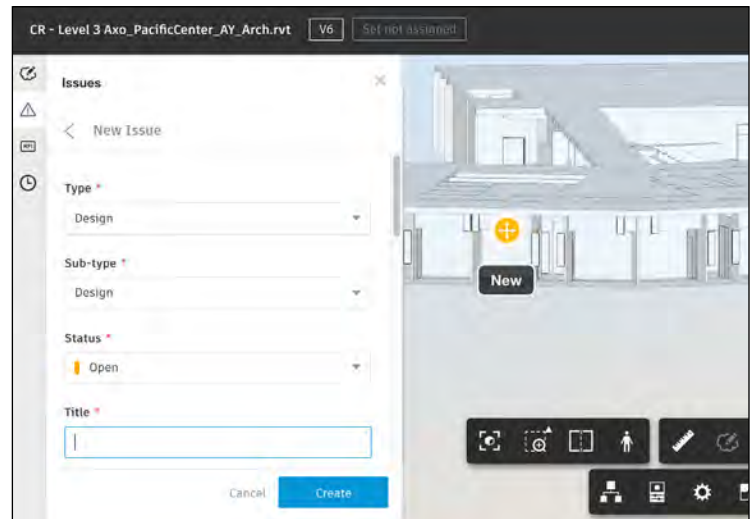 CR - Level 3 Axo_PacificCenter_AY_Arch.rvt V6 Set not assigned
Issues
New Issue
Type *
Design
Sub-type *
Design
Status *
Open
Title *
Cancel Create
New